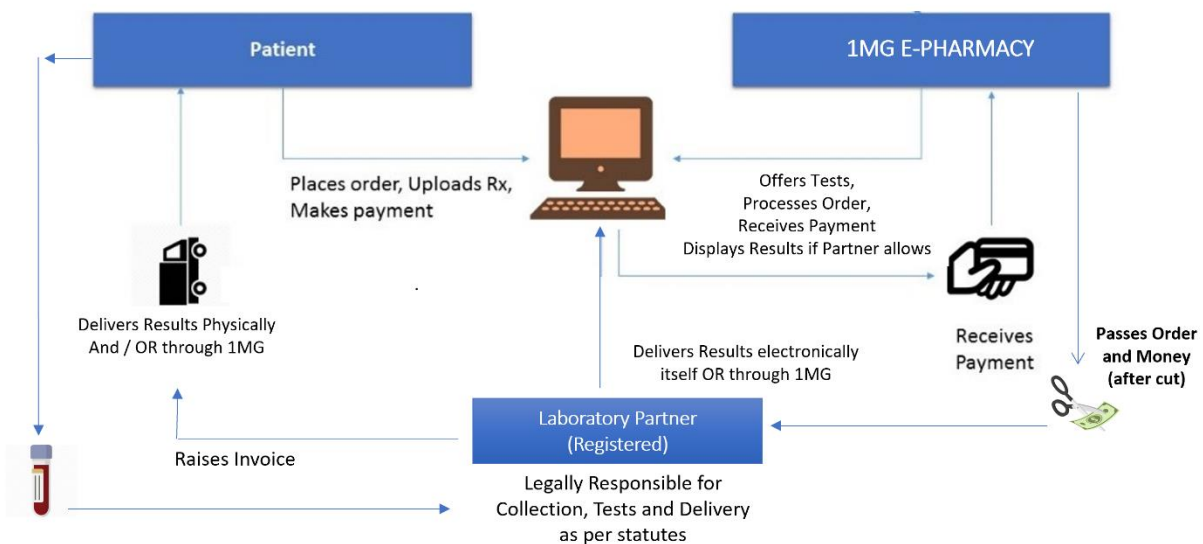 Patient
1MG E-PHARMACY
Places order, Uploads Rx,
Makes payment
Offers Tests,
Processes Order,
Receives Payment
Displays Results if Partner allows
Delivers Results Physically
And / OR through 1MG
Delivers Results electronically
itself OR through 1MG
Receives
Payment
Passes Order
and Money
(after cut)
Laboratory Partner
(Registered)
Raises Invoice
Legally Responsible for
Collection, Tests and Delivery
as per statutes